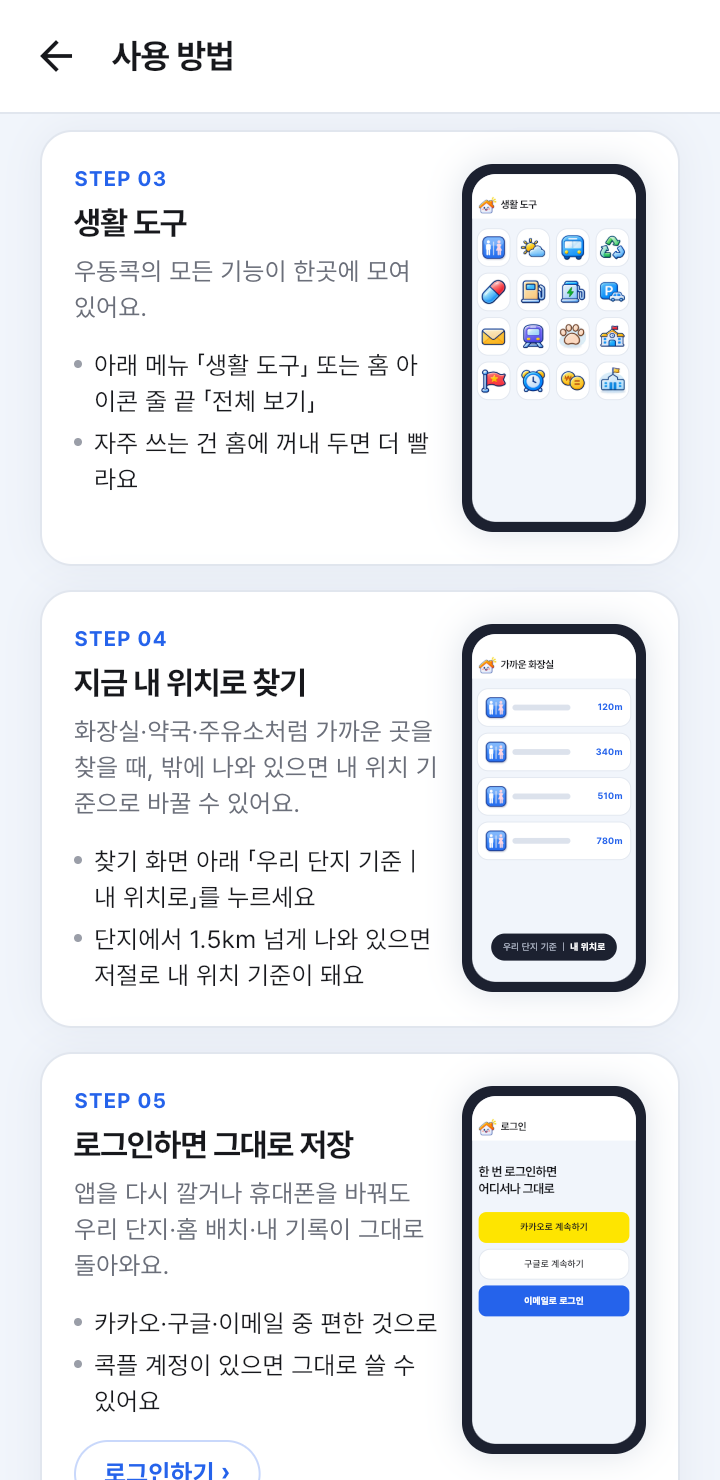 사용 방법
STEP 03
생활 도구
우동콕의 모든 기능이 한곳에 모여
있어요.
아래 메뉴 「생활 도구」 또는 홈 아
이콘 줄 끝 「전체 보기」
자주 쓰는 건 홈에 꺼내 두면 더 빨
라요
생활 도구
P
STEP 04
지금 내 위치로 찾기
화장실·약국·주유소처럼 가까운 곳을
찾을 때, 밖에 나와 있으면 내 위치 기
준으로 바꿀 수 있어요.
찾기 화면 아래 「우리 단지 기준 |
내 위치로」를 누르세요
단지에서 1.5km 넘게 나와 있으면
저절로 내 위치 기준이 돼요
가까운 화장실
120m
340m
510m
780m
우리 단지 기준 | 내 위치로
STEP 05
로그인하면 그대로 저장
앱을 다시 깔거나 휴대폰을 바꿔도
우리 단지·홈 배치·내 기록이 그대로
돌아와요.
카카오·구글·이메일 중 편한 것으로
콕플 계정이 있으면 그대로 쓸 수
있어요
로그인하기 ›
로그인
한 번 로그인하면
어디서나 그대로
카카오로 계속하기
구글로 계속하기
이메일로 로그인